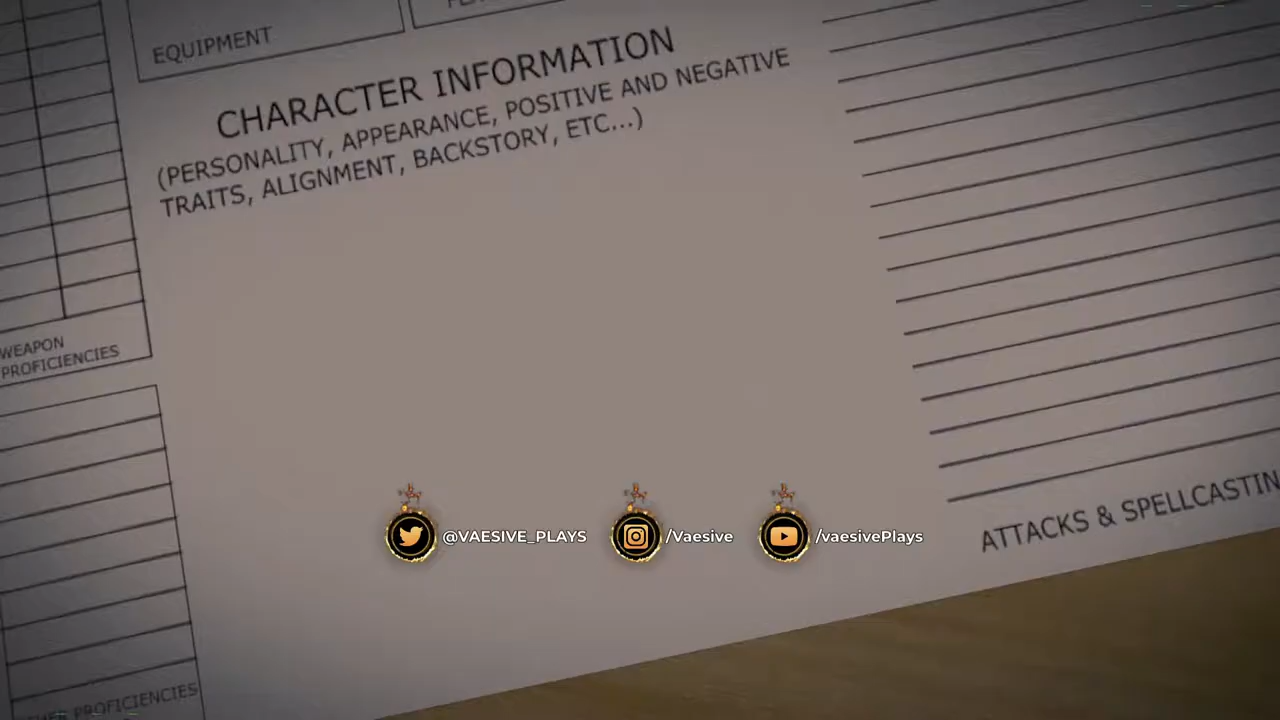 EQUIPMENT
CHARACTER INFORMATION
(PERSONALITY, APPEARANCE, POSITIVE AND NEGATIVE
TRAITS, ALIGNMENT, BACKSTORY, ETC...)
WEAPON
PROFICIENCIES
@VAESIVE_PLAYS
/Vaesive
/vaesivePlays
ATTACKS & SPELLCASTIN
PROFICIENCIES